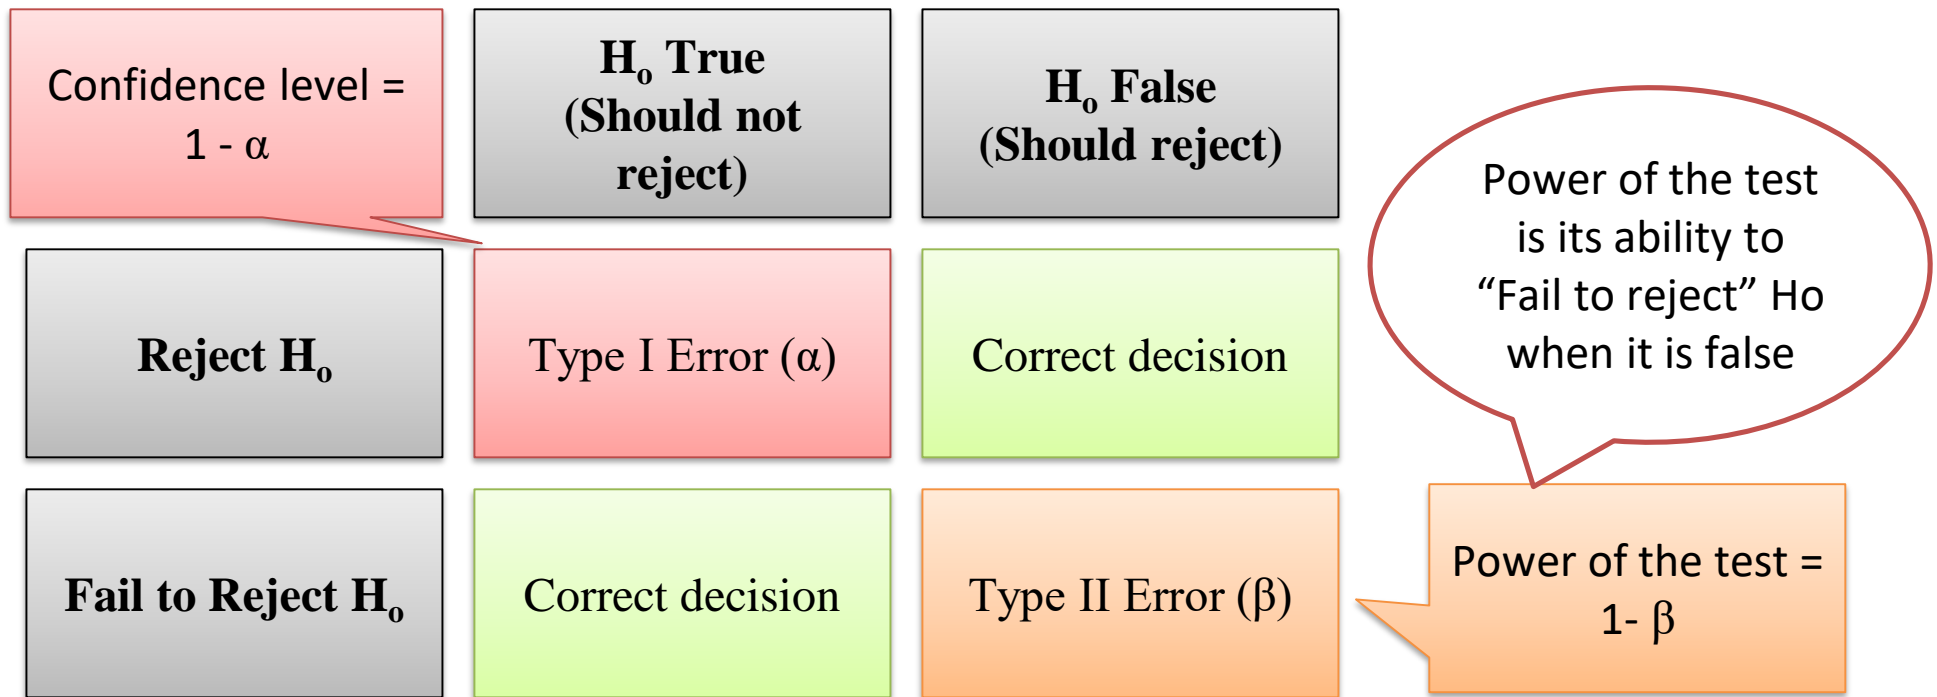 Confidence level =
1 - α
Hₒ True
(Should not
reject)
Hₒ False
(Should reject)
Power of the test
is its ability to
“Fail to reject” Ho
when it is false
Reject Hₒ
Type I Error (α)
Correct decision
Fail to Reject Hₒ
Correct decision
Type II Error (β)
Power of the test =
1- β